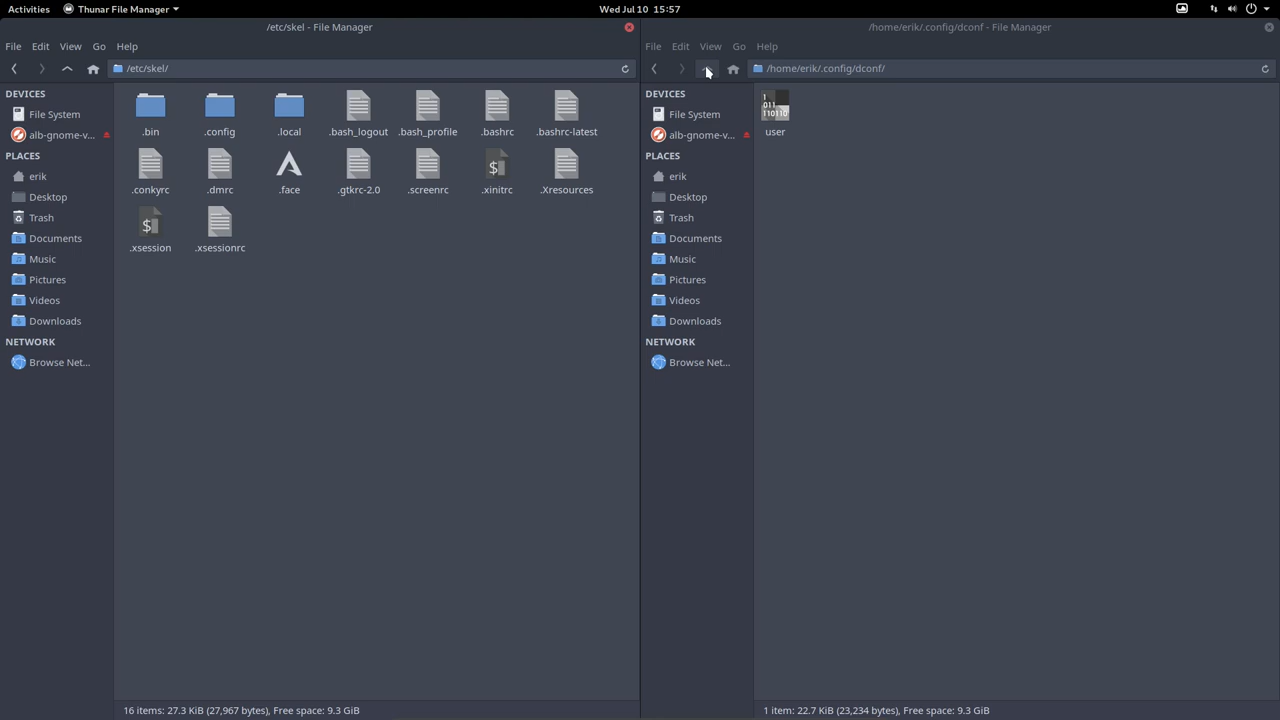 Activities Thunar File Manager Wed Jul 10 15:57
/etc/skel - File Manager
File Edit View Go Help
/etc/skel/
DEVICES
File System
alb-gnome-v...
PLACES
erik
Desktop
Trash
Documents
Music
Pictures
Videos
Downloads
NETWORK
Browse Net...
.bin .config .local .bash_logout .bash_profile .bashrc .bashrc-latest
.conkyrc .dmrc .face .gtkrc-2.0 .screenrc .xinitrc .Xresources
.xsession .xsessionrc
16 items: 27.3 KiB (27,967 bytes), Free space: 9.3 GiB
/home/erik/.config/dconf - File Manager
File Edit View Go Help
/home/erik/.config/dconf/
DEVICES
File System
alb-gnome-v...
PLACES
erik
Desktop
Trash
Documents
Music
Pictures
Videos
Downloads
NETWORK
Browse Net...
1
011
110110
user
1 item: 22.7 KiB (23,234 bytes), Free space: 9.3 GiB